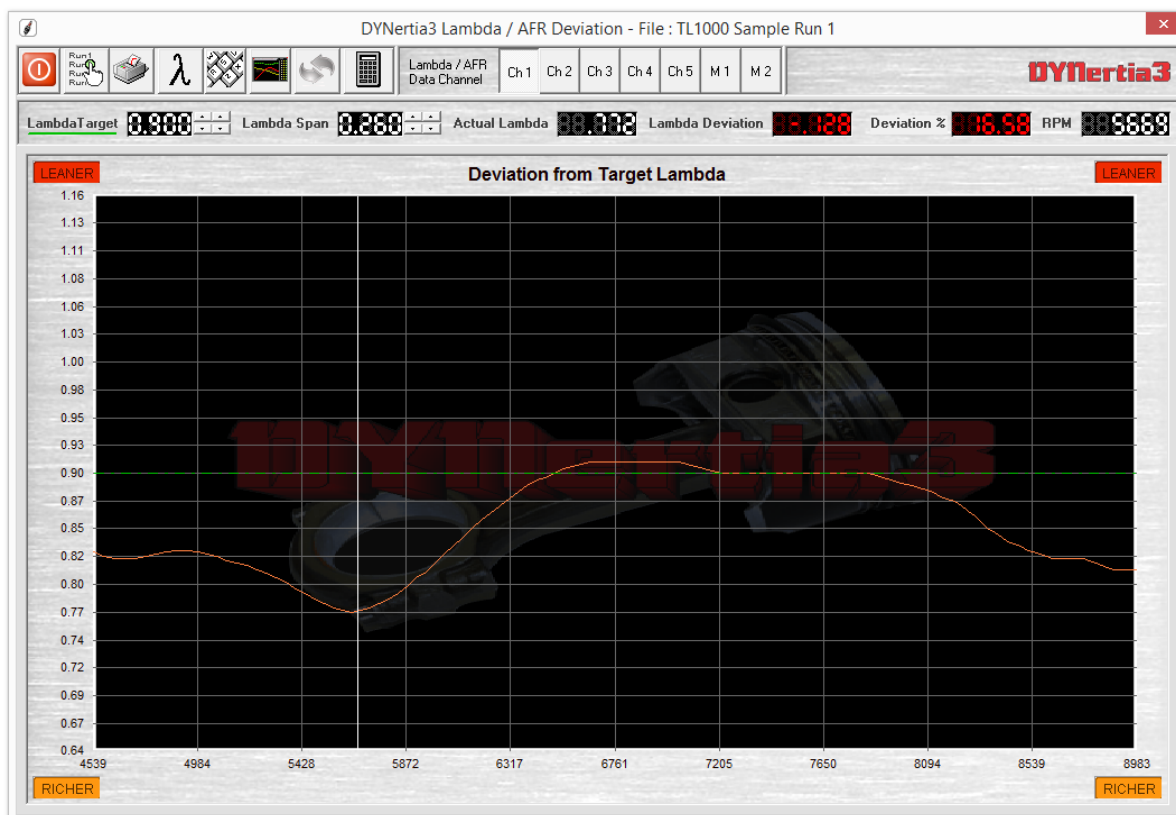 DYNertia3 Lambda / AFR Deviation - File : TL1000 Sample Run 1
Run1
Lambda / AFR
Data Channel
Ch 1 Ch 2 Ch 3 Ch 4 Ch 5 M 1 M 2
DYNertia3
LambdaTarget 0.900 Lambda Span 0.260 Actual Lambda .772 Lambda Deviation -.128 Deviation % 16.58 RPM 5669
LEANER Deviation from Target Lambda LEANER
1.16
1.13
1.11
1.08
1.06
1.03
1.00
0.98
0.95
0.93
0.90
0.87
0.85
0.82
0.80
0.77
0.74
0.72
0.69
0.67
0.64
DYNertia3
4539 4984 5428 5872 6317 6761 7205 7650 8094 8539 8983
RICHER RICHER